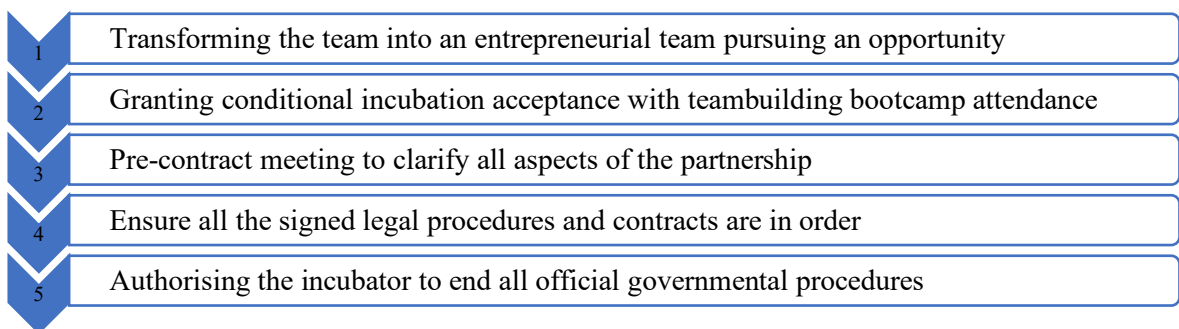 1 Transforming the team into an entrepreneurial team pursuing an opportunity
2 Granting conditional incubation acceptance with teambuilding bootcamp attendance
3 Pre-contract meeting to clarify all aspects of the partnership
4 Ensure all the signed legal procedures and contracts are in order
5 Authorising the incubator to end all official governmental procedures